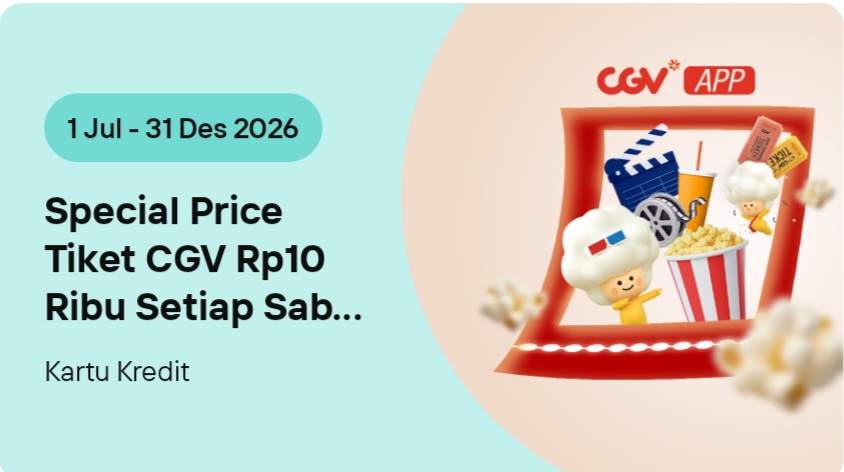 CGV APP
1 Jul - 31 Des 2026
Special Price
Tiket CGV Rp10
Ribu Setiap Sab...
Kartu Kredit
TICKET